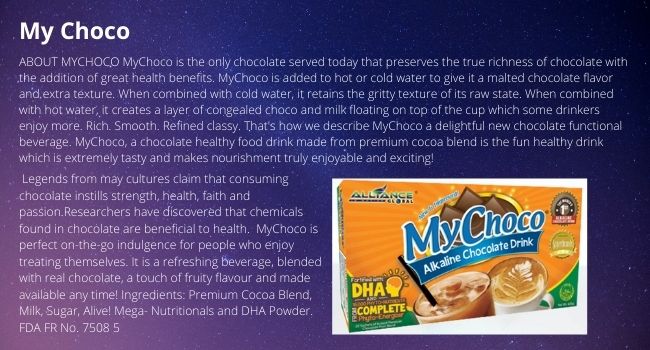 My Choco
ABOUT MYCHOCO MyChoco is the only chocolate served today that preserves the true richness of chocolate with
the addition of great health benefits. MyChoco is added to hot or cold water to give it a malted chocolate flavor
and extra texture. When combined with cold water, it retains the gritty texture of its raw state. When combined
with hot water, it creates a layer of congealed choco and milk floating on top of the cup which some drinkers
enjoy more. Rich. Smooth. Refined classy. That's how we describe MyChoco a delightful new chocolate functional
beverage. MyChoco, a chocolate healthy food drink made from premium cocoa blend is the fun healthy drink
which is extremely tasty and makes nourishment truly enjoyable and exciting!
Legends from may cultures claim that consuming
chocolate instills strength, health, faith and
passion.Researchers have discovered that chemicals
found in chocolate are beneficial to health.  MyChoco is
perfect on-the-go indulgence for people who enjoy
treating themselves. It is a refreshing beverage, blended
with real chocolate, a touch of fruity flavour and made
available any time! Ingredients: Premium Cocoa Blend,
Milk, Sugar, Alive! Mega- Nutritionals and DHA Powder.
FDA FR No. 7508 5
ALLIANCE
GLOBAL
My Choco
Alkaline Chocolate Drink
FORTIFIED WITH
DHA
AND
COMPLETE
Phyto-Energizer